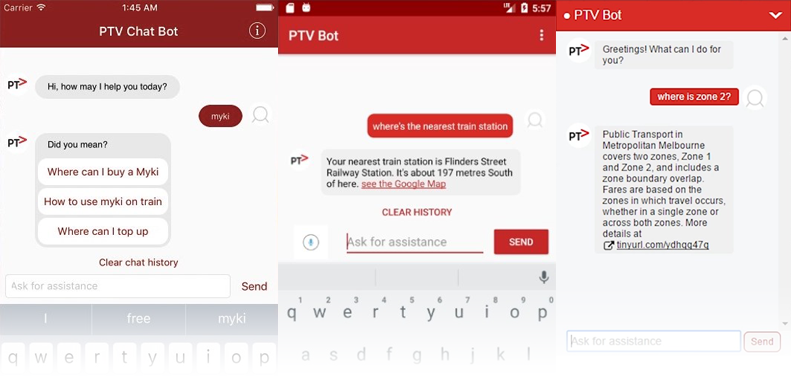 Carrier
1:45 AM
PTV Chat Bot
PT>
Hi, how may I help you today?
myki
PT>
Did you mean?
Where can I buy a Myki
How to use myki on train
Where can I top up
Clear chat history
Ask for assistance
Send
I
free
myki
q w e r t y u i o p
5:57
PTV Bot
where's the nearest train station
PT>
Your nearest train station is Flinders Street
Railway Station. It's about 197 metres South
of here. see the Google Map
CLEAR HISTORY
Ask for assistance
SEND
1 2 3 4 5 6 7 8 9 0
q w e r t y u i o p
a s d f g h j k l
PTV Bot
PT>
Greetings! What can I do for
you?
where is zone 2?
PT>
Public Transport in
Metropolitan Melbourne
covers two zones, Zone 1
and Zone 2, and includes a
zone boundary overlap.
Fares are based on the
zones in which travel occurs,
whether in a single zone or
across both zones. More
details at
tinyurl.com/ydhqq47q
Ask for assistance
Send